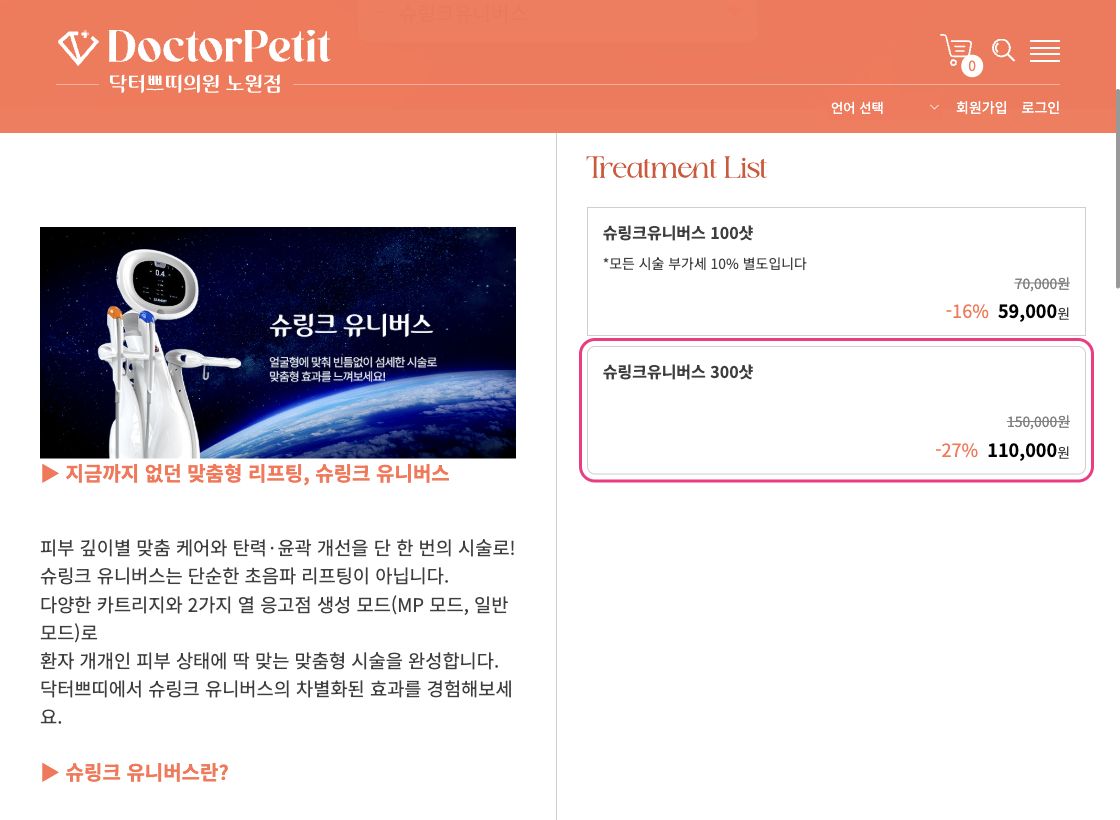 슈링크유니버스
DoctorPetit
닥터쁘띠의원 노원점
0
언어 선택
회원가입
로그인
Treatment List
슈링크유니버스 100샷
*모든 시술 부가세 10% 별도입니다
70,000원
-16% 59,000원
슈링크유니버스 300샷
150,000원
-27% 110,000원
0.4
슈링크 유니버스
얼굴형에 맞춰 빈틈없이 섬세한 시술로
맞춤형 효과를 느껴보세요!
▶ 지금까지 없던 맞춤형 리프팅, 슈링크 유니버스
피부 깊이별 맞춤 케어와 탄력·윤곽 개선을 단 한 번의 시술로!
슈링크 유니버스는 단순한 초음파 리프팅이 아닙니다.
다양한 카트리지와 2가지 열 응고점 생성 모드(MP 모드, 일반
모드)로
환자 개개인 피부 상태에 딱 맞는 맞춤형 시술을 완성합니다.
닥터쁘띠에서 슈링크 유니버스의 차별화된 효과를 경험해보세
요.
▶ 슈링크 유니버스란?